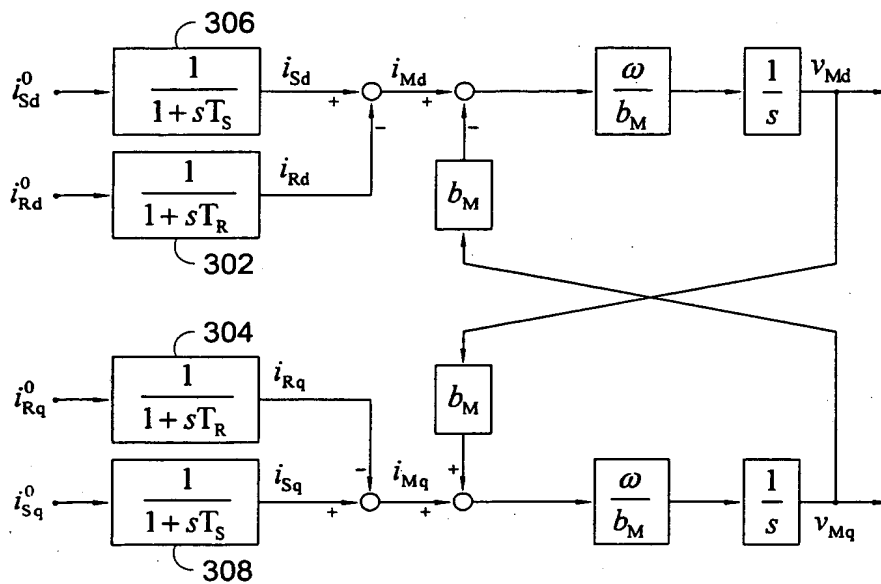 306
i⁰Sd
1
1+sTS
iSd
+
−
iMd
+
−
ω
bM
1
s
vMd
i⁰Rd
1
1+sTR
iRd
302
bM
304
i⁰Rq
1
1+sTR
iRq
bM
i⁰Sq
1
1+sTS
iSq
+
−
iMq
+
+
ω
bM
1
s
vMq
308